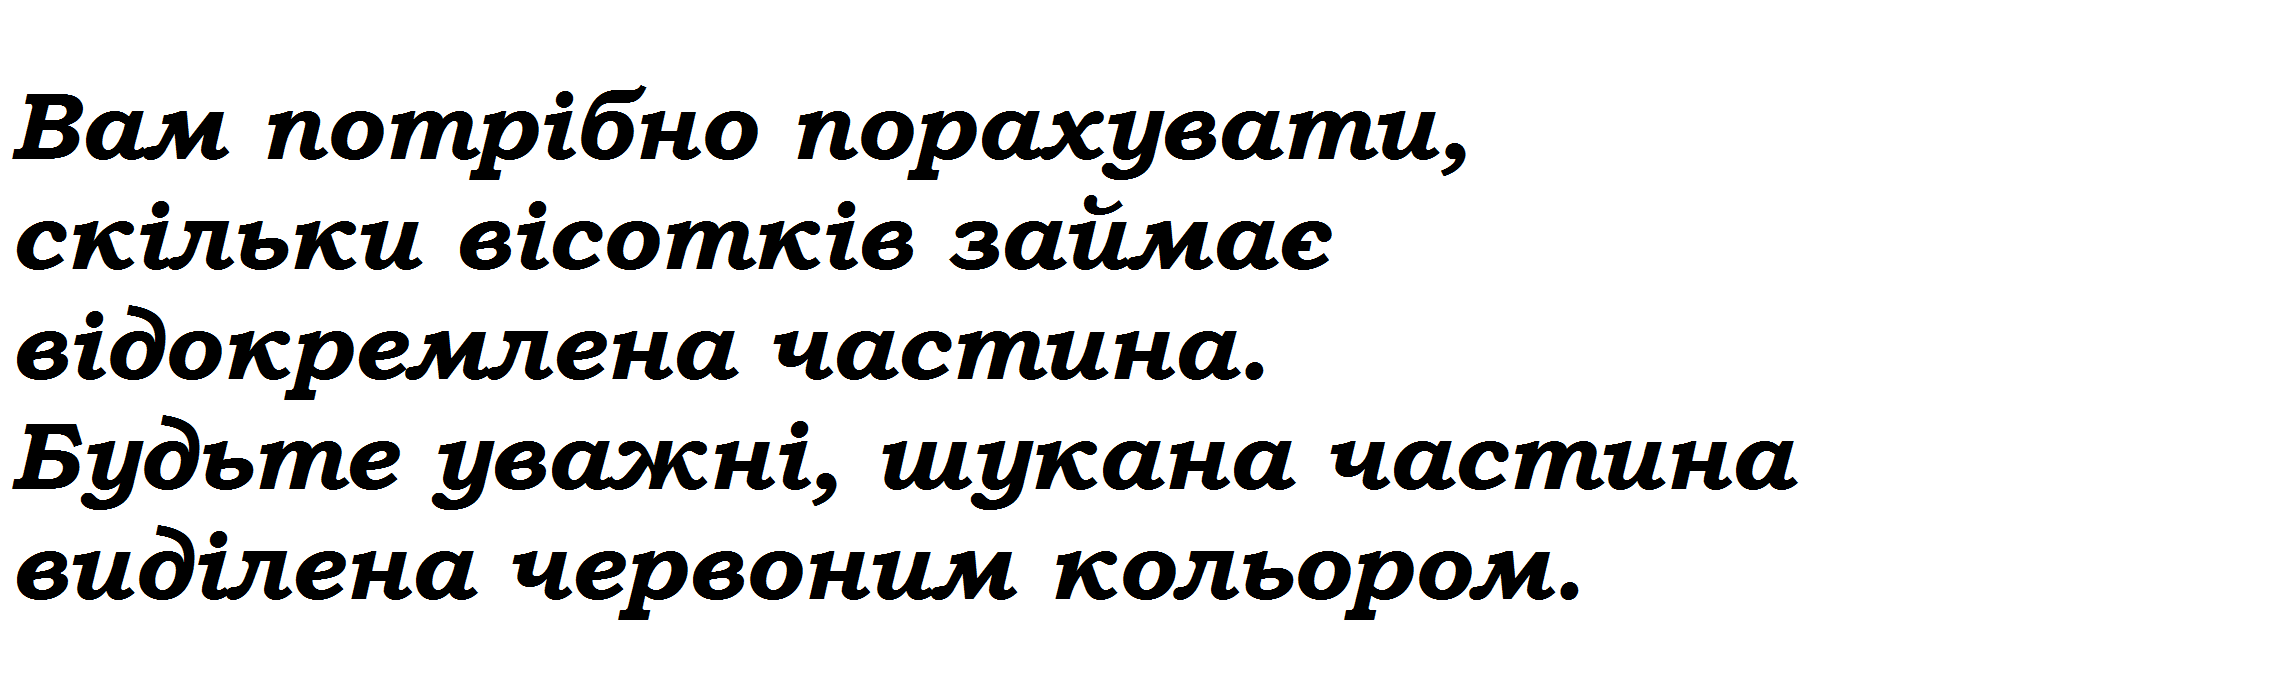 Вам потрібно порахувати,
скільки вісотків займає
відокремлена частина.
Будьте уважні, шукана частина
виділена червоним кольором.